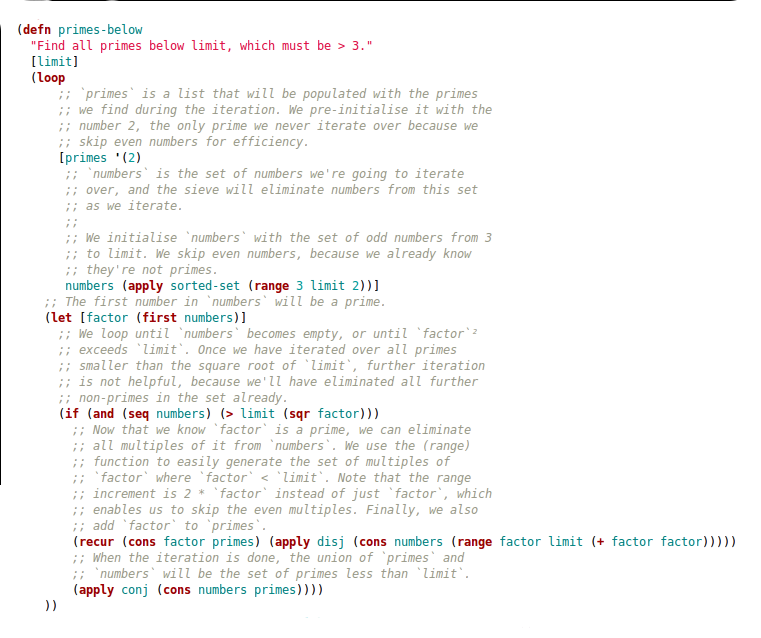 (defn primes-below
"Find all primes below limit, which must be > 3."
[limit]
(loop
;; `primes` is a list that will be populated with the primes
;; we find during the iteration. We pre-initialise it with the
;; number 2, the only prime we never iterate over because we
;; skip even numbers for efficiency.
[primes '(2)
;; `numbers` is the set of numbers we're going to iterate
;; over, and the sieve will eliminate numbers from this set
;; as we iterate.
;;
;; We initialise `numbers` with the set of odd numbers from 3
;; to limit. We skip even numbers, because we already know
;; they're not primes.
numbers (apply sorted-set (range 3 limit 2))]
;; The first number in `numbers` will be a prime.
(let [factor (first numbers)]
;; We loop until `numbers` becomes empty, or until `factor`²
;; exceeds `limit`. Once we have iterated over all primes
;; smaller than the square root of `limit`, further iteration
;; is not helpful, because we'll have eliminated all further
;; non-primes in the set already.
(if (and (seq numbers) (> limit (sqr factor)))
;; Now that we know `factor` is a prime, we can eliminate
;; all multiples of it from `numbers`. We use the (range)
;; function to easily generate the set of multiples of
;; `factor` where `factor` < `limit`. Note that the range
;; increment is 2 * `factor` instead of just `factor`, which
;; enables us to skip the even multiples. Finally, we also
;; add `factor` to `primes`.
(recur (cons factor primes) (apply disj (cons numbers (range factor limit (+ factor factor)))))
;; When the iteration is done, the union of `primes` and
;; `numbers` will be the set of primes less than `limit`.
(apply conj (cons numbers primes))))
))